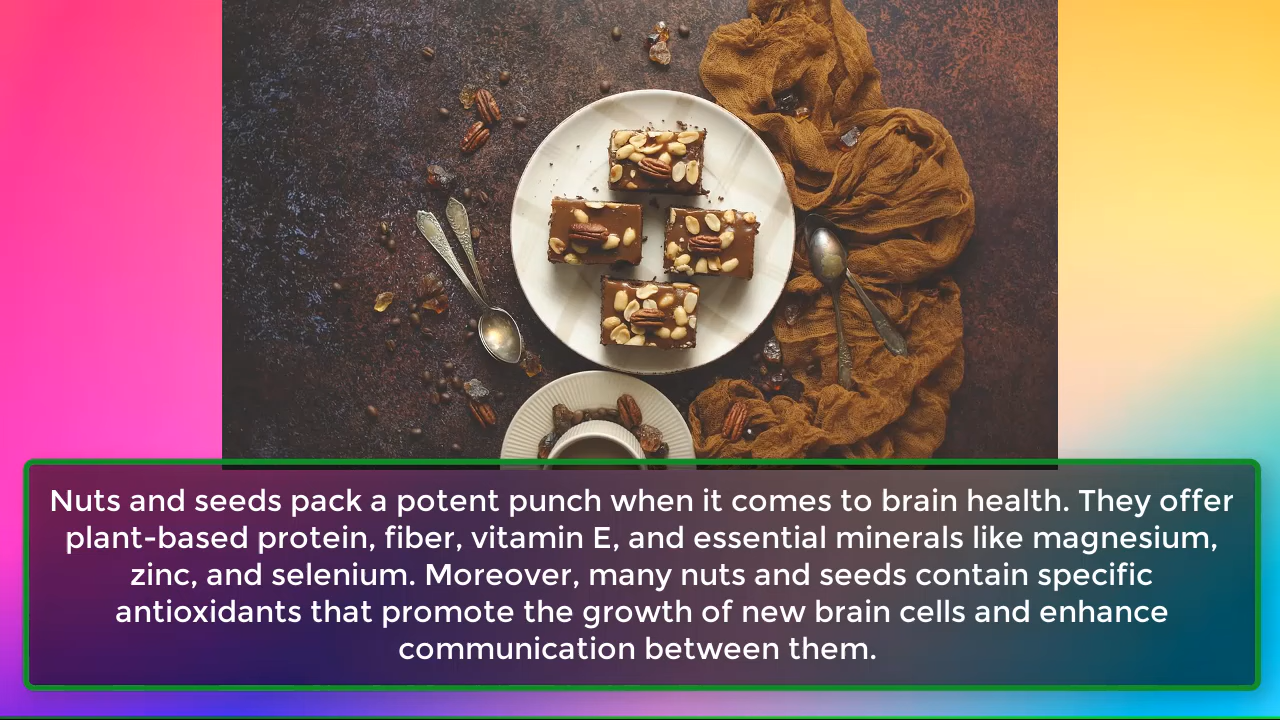 Nuts and seeds pack a potent punch when it comes to brain health. They offer
plant-based protein, fiber, vitamin E, and essential minerals like magnesium,
zinc, and selenium. Moreover, many nuts and seeds contain specific
antioxidants that promote the growth of new brain cells and enhance
communication between them.